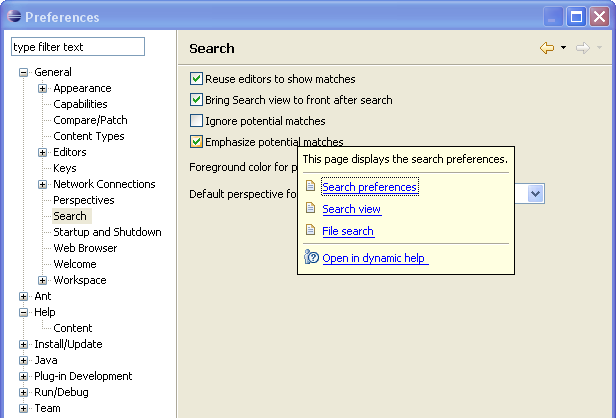 Preferences
type filter text
General
Appearance
Capabilities
Compare/Patch
Content Types
Editors
Keys
Network Connections
Perspectives
Search
Startup and Shutdown
Web Browser
Welcome
Workspace
Ant
Help
Content
Install/Update
Java
Plug-in Development
Run/Debug
Team
Search
Reuse editors to show matches
Bring Search view to front after search
Ignore potential matches
Emphasize potential matches
Foreground color for p
Default perspective fo
This page displays the search preferences.
Search preferences
Search view
File search
Open in dynamic help